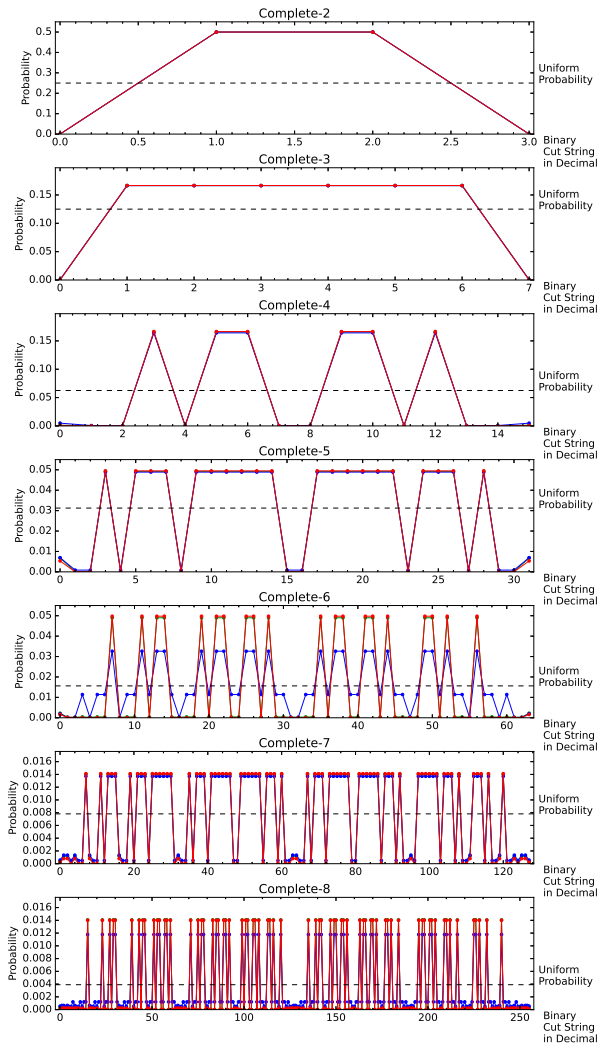 Complete-2
0.5
0.4
0.3
0.2
0.1
0.0
Probability
Uniform
Probability
0.0 0.5 1.0 1.5 2.0 2.5 3.0
Binary
Cut String
in Decimal
Complete-3
0.15
0.10
0.05
0.00
Probability
Uniform
Probability
0 1 2 3 4 5 6 7
Binary
Cut String
in Decimal
Complete-4
0.15
0.10
0.05
0.00
Probability
Uniform
Probability
0 2 4 6 8 10 12 14
Binary
Cut String
in Decimal
Complete-5
0.05
0.04
0.03
0.02
0.01
0.00
Probability
Uniform
Probability
0 5 10 15 20 25 30
Binary
Cut String
in Decimal
Complete-6
0.05
0.04
0.03
0.02
0.01
0.00
Probability
Uniform
Probability
0 10 20 30 40 50 60
Binary
Cut String
in Decimal
Complete-7
0.016
0.014
0.012
0.010
0.008
0.006
0.004
0.002
0.000
Probability
Uniform
Probability
0 20 40 60 80 100 120
Binary
Cut String
in Decimal
Complete-8
0.016
0.014
0.012
0.010
0.008
0.006
0.004
0.002
0.000
Probability
Uniform
Probability
0 50 100 150 200 250
Binary
Cut String
in Decimal